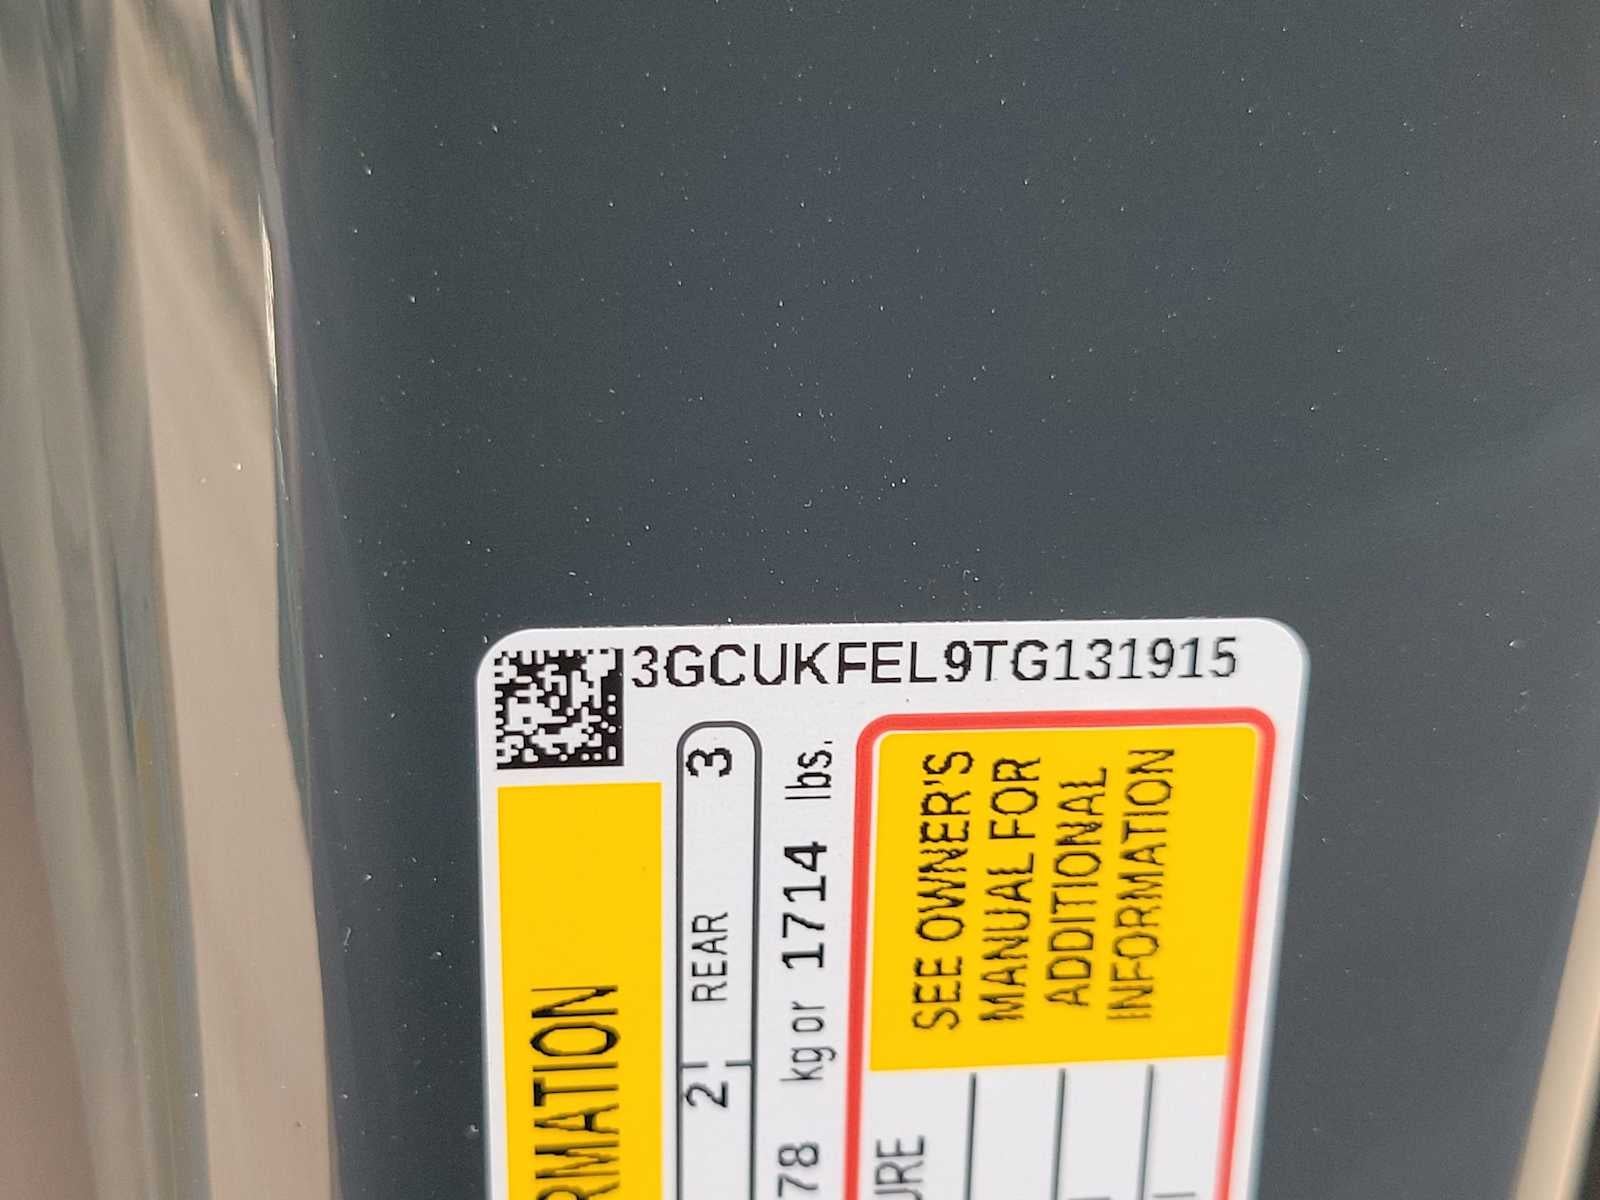 3GCUKFEL9TG131915
RMATION
2 REAR 3
78 kg or 1714 lbs.
SEE OWNER'S
MANUAL FOR
ADDITIONAL
INFORMATION
URE